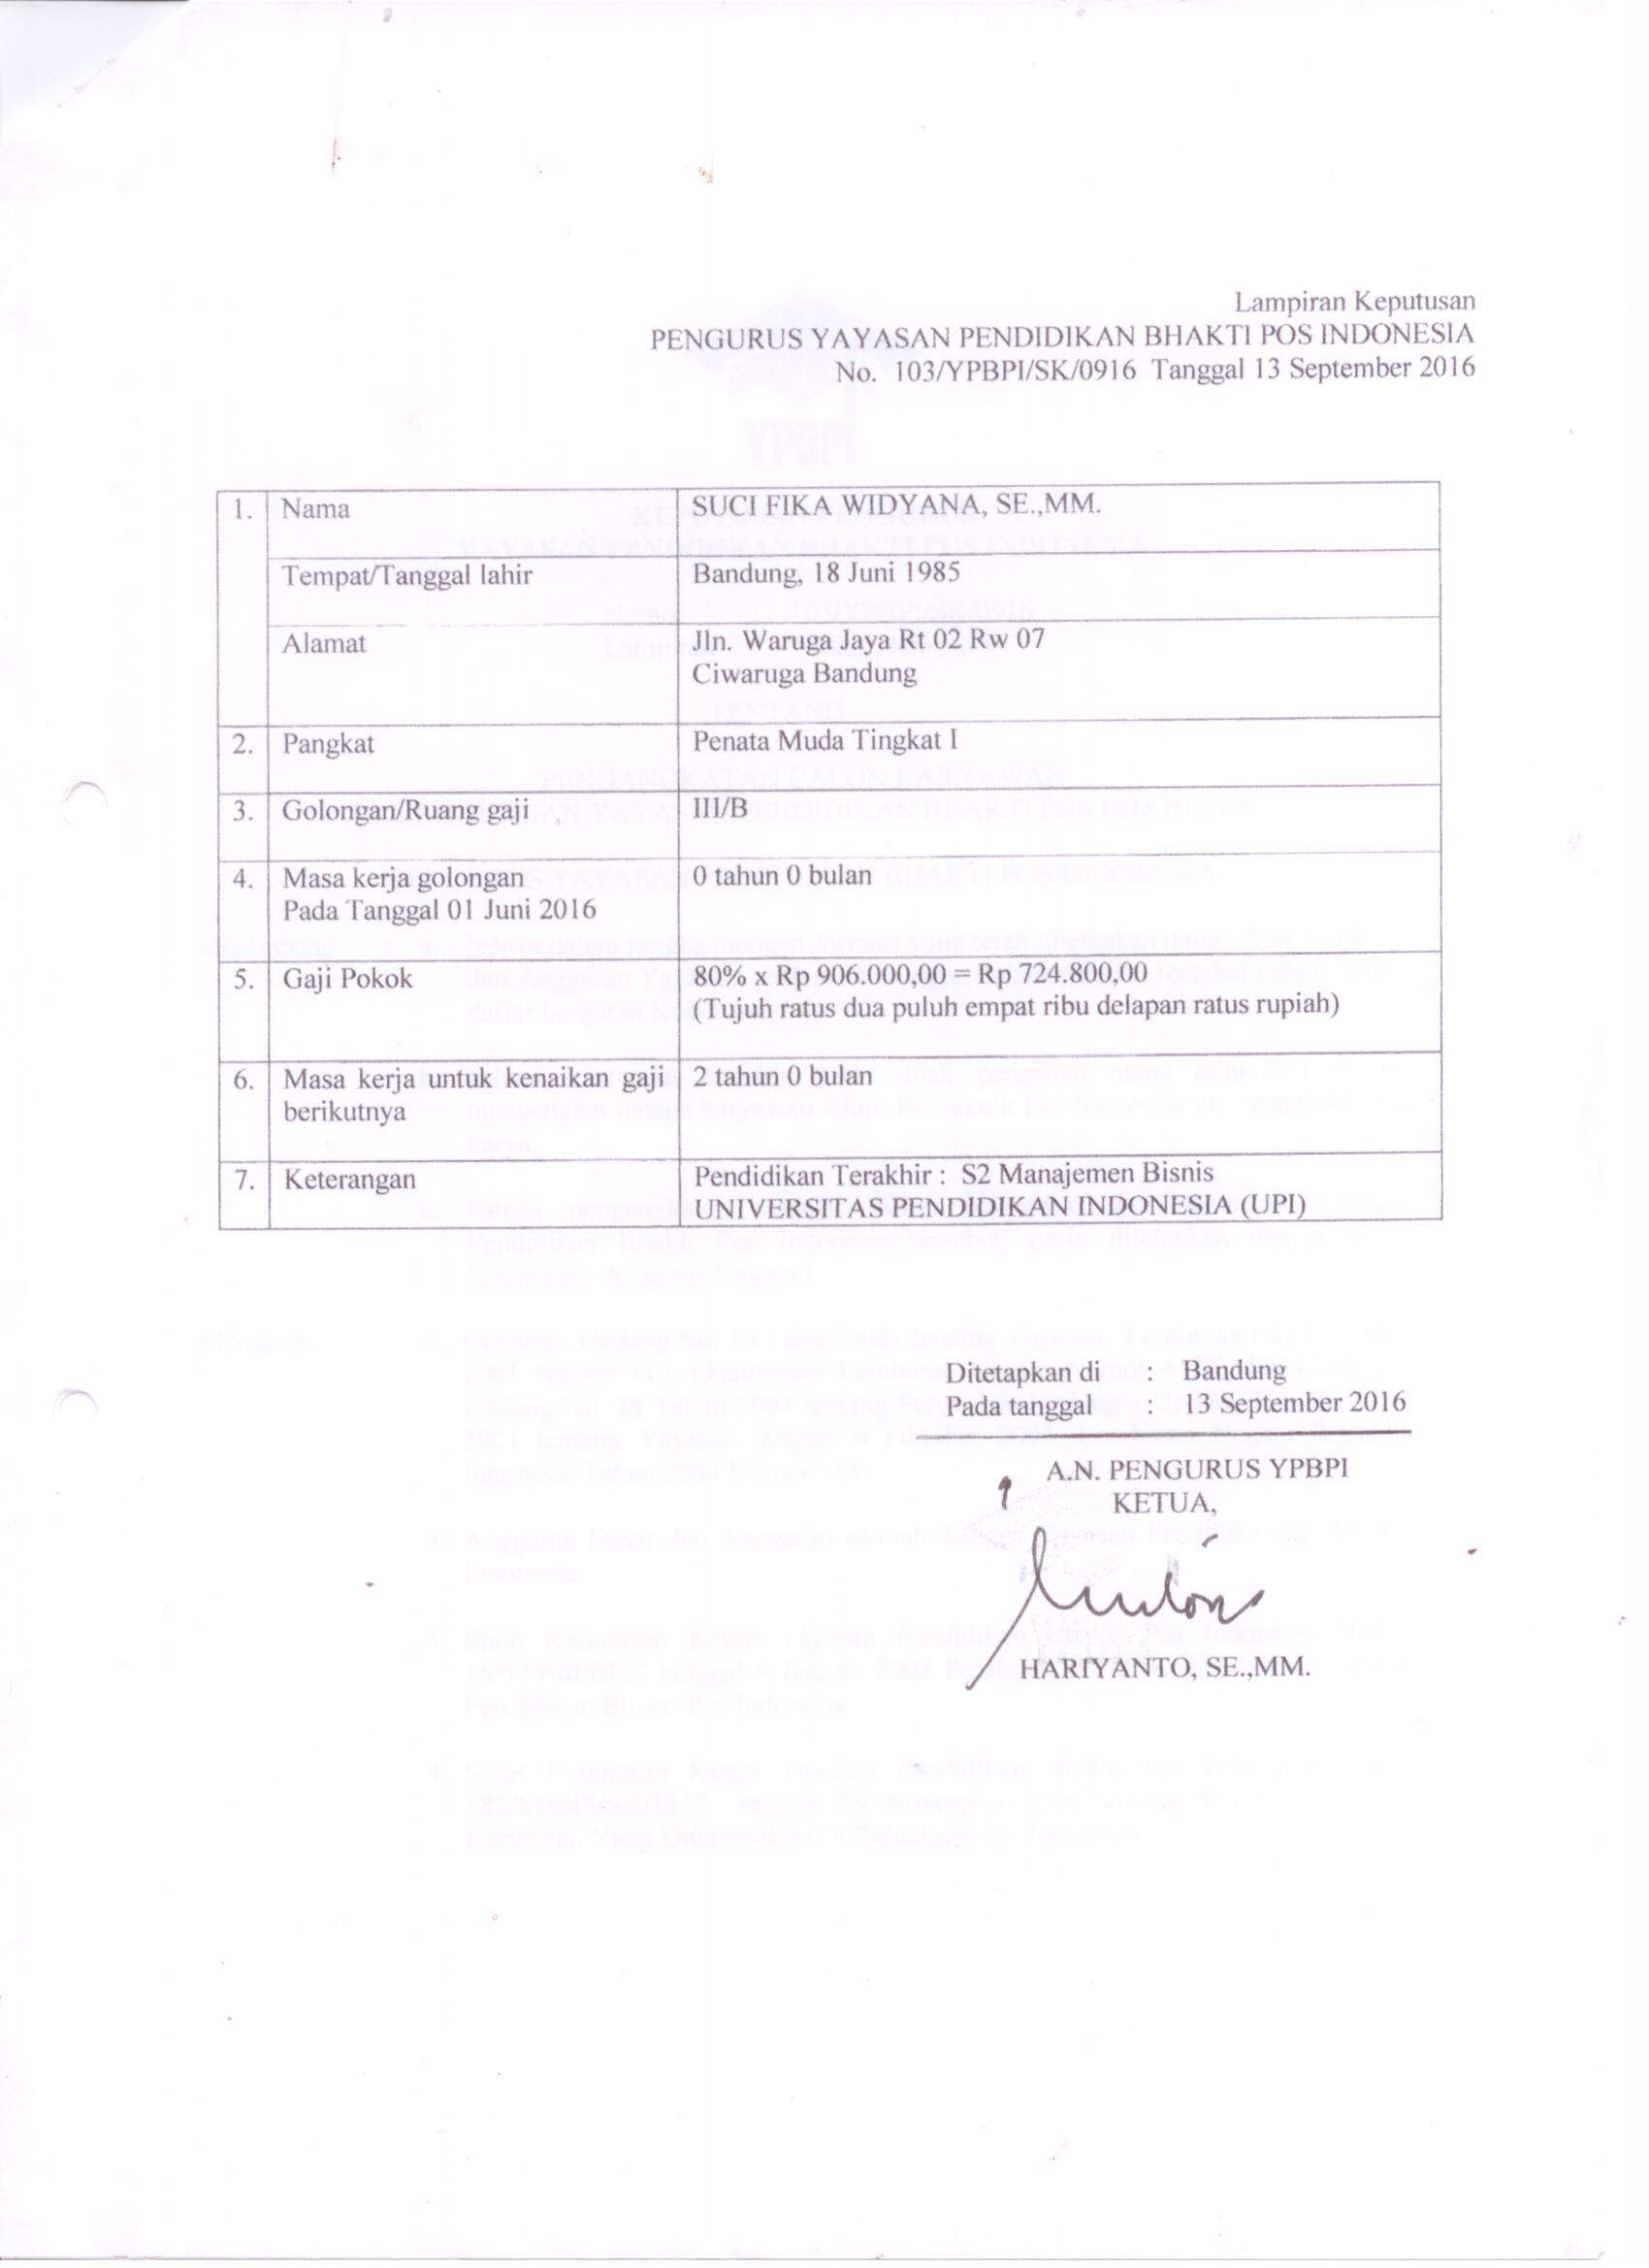 Lampiran Keputusan
PENGURUS YAYASAN PENDIDIKAN BHAKTI POS INDONESIA
No. 103/YPBPI/SK/0916 Tanggal 13 September 2016
1. Nama SUCI FIKA WIDYANA, SE.,MM.
Tempat/Tanggal lahir Bandung, 18 Juni 1985
Alamat Jln. Waruga Jaya Rt 02 Rw 07
Ciwaruga Bandung
2. Pangkat Penata Muda Tingkat I
3. Golongan/Ruang gaji III/B
4. Masa kerja golongan 0 tahun 0 bulan
Pada Tanggal 01 Juni 2016
5. Gaji Pokok 80% x Rp 906.000,00 = Rp 724.800,00
(Tujuh ratus dua puluh empat ribu delapan ratus rupiah)
6. Masa kerja untuk kenaikan gaji 2 tahun 0 bulan
berikutnya
7. Keterangan Pendidikan Terakhir : S2 Manajemen Bisnis
UNIVERSITAS PENDIDIKAN INDONESIA (UPI)
Ditetapkan di : Bandung
Pada tanggal : 13 September 2016
A.N. PENGURUS YPBPI
KETUA,
HARIYANTO, SE.,MM.